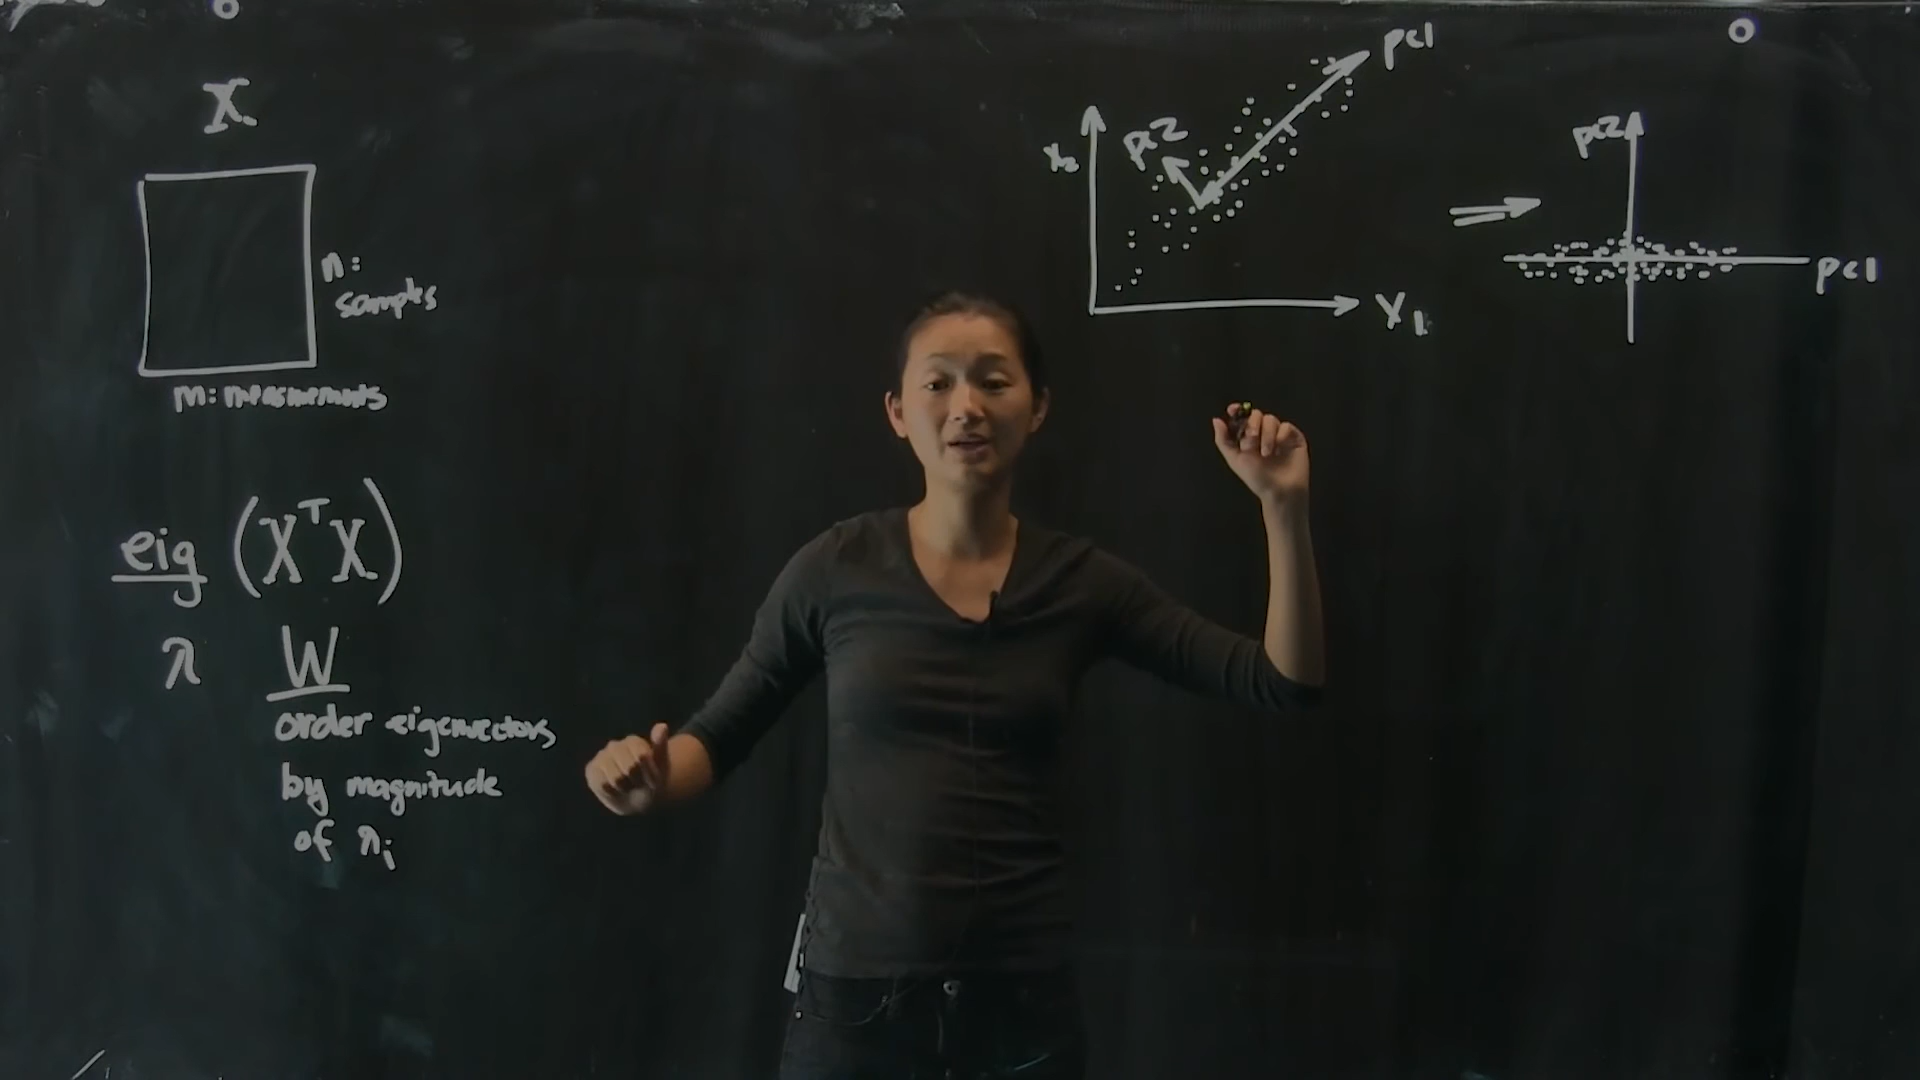 X
n:
samples
m: measurements
eig (XᵀX)
λ W
order eigenvectors
by magnitude
of λᵢ
x₂
pc2
pc1
x₁
pc2
pc1